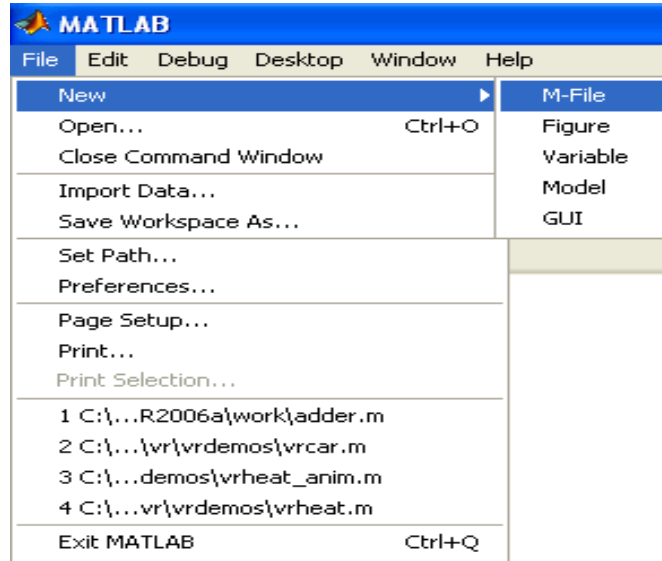 MATLAB
File Edit Debug Desktop Window Help
New
M-File
Open... Ctrl+O
Figure
Close Command Window
Variable
Import Data...
Model
Save Workspace As...
GUI
Set Path...
Preferences...
Page Setup...
Print...
Print Selection...
1 C:\...R2006a\work\adder.m
2 C:\...\vr\vrdemos\vrcar.m
3 C:\...demos\vrheat_anim.m
4 C:\...vr\vrdemos\vrheat.m
Exit MATLAB Ctrl+Q